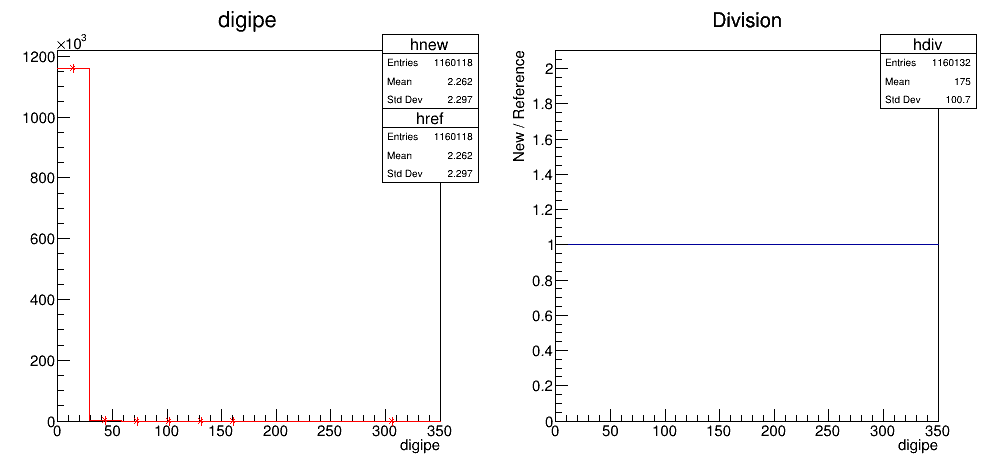 digipe
×10³
1200
1000
800
600
400
200
0
0 50 100 150 200 250 300 350
digipe
hnew
Entries 1160118
Mean 2.262
Std Dev 2.297
href
Entries 1160118
Mean 2.262
Std Dev 2.297
Division
New / Reference
2
1.8
1.6
1.4
1.2
1
0.8
0.6
0.4
0.2
0
0 50 100 150 200 250 300 350
digipe
hdiv
Entries 1160132
Mean 175
Std Dev 100.7